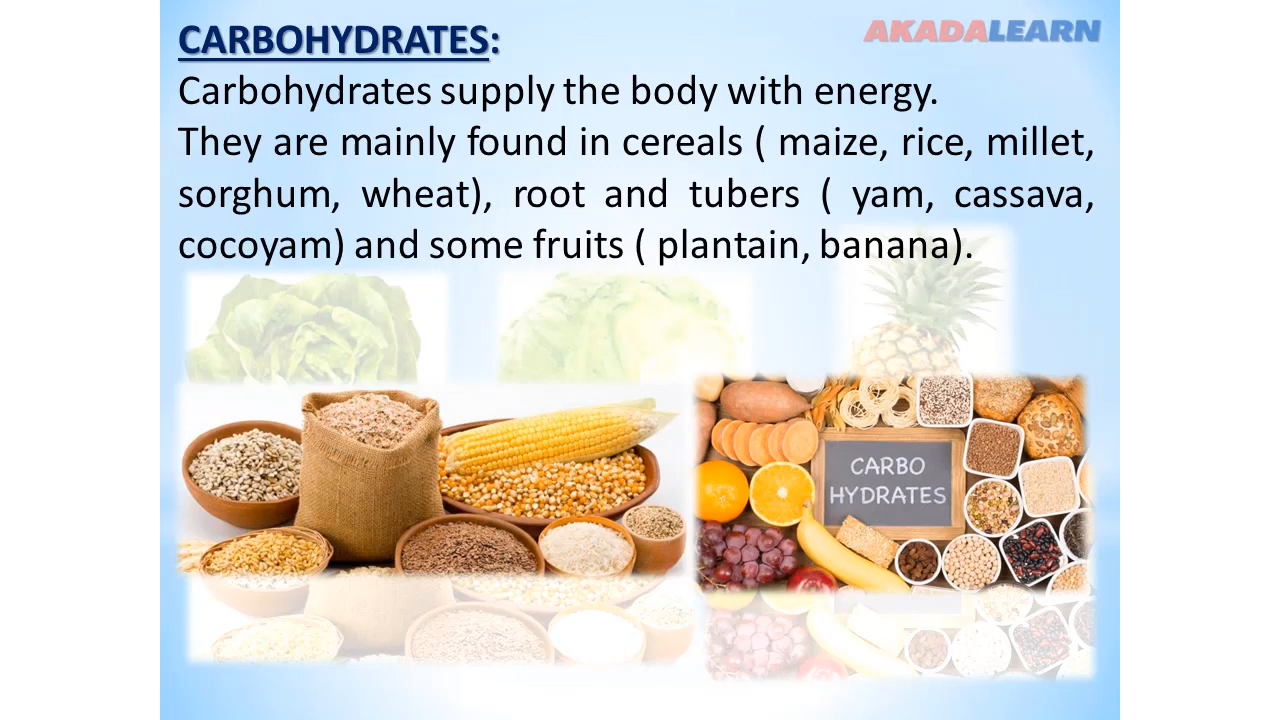 CARBOHYDRATES:
AKADALEARN
Carbohydrates supply the body with energy.
They are mainly found in cereals ( maize, rice, millet,
sorghum, wheat), root and tubers ( yam, cassava,
cocoyam) and some fruits ( plantain, banana).
CARBO
HYDRATES